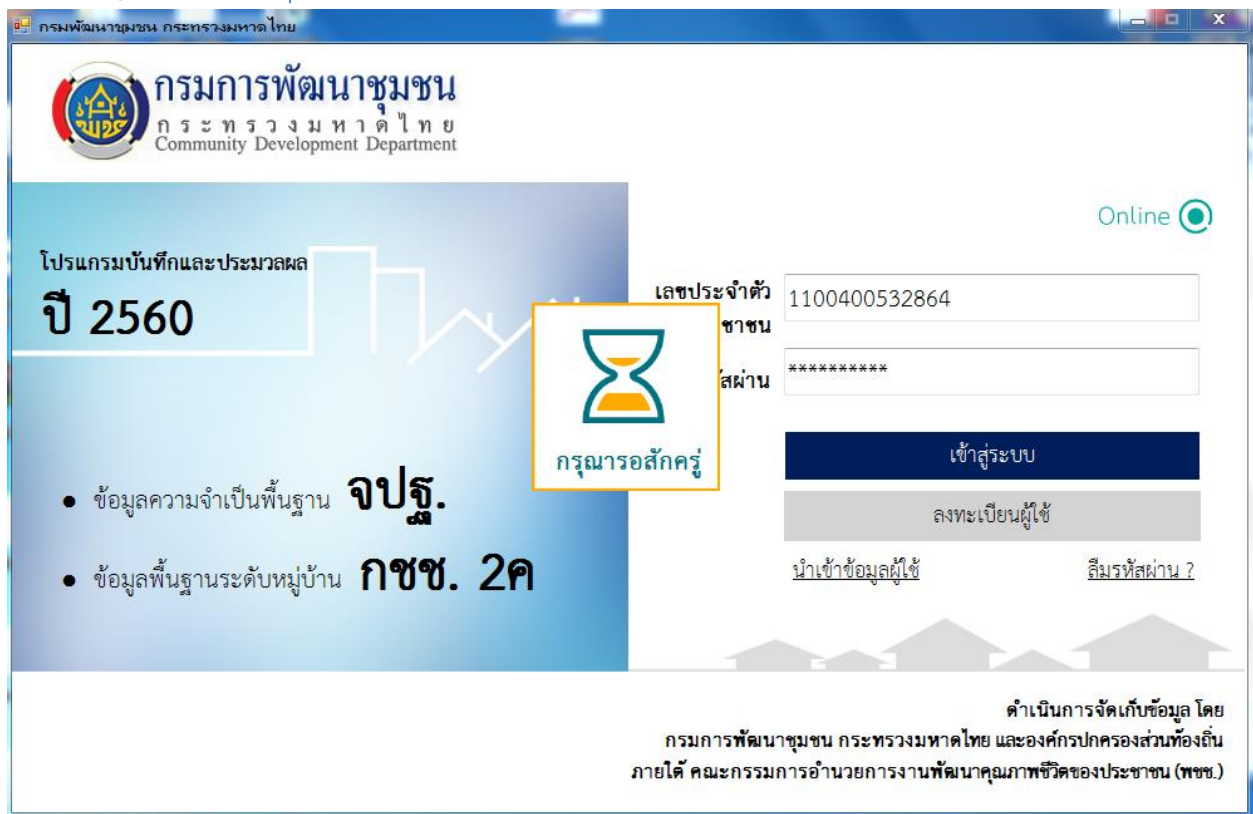 กรมพัฒนาชุมชน กระทรวงมหาดไทย
กรมการพัฒนาชุมชน
กระทรวงมหาดไทย
Community Development Department
Online
โปรแกรมบันทึกและประมวลผล
ปี 2560
เลขประจำตัว
ชาชน
1100400532864
ัสผ่าน
**********
กรุณารอสักครู่
เข้าสู่ระบบ
ลงทะเบียนผู้ใช้
นำเข้าข้อมูลผู้ใช้
ลืมรหัสผ่าน ?
• ข้อมูลความจำเป็นพื้นฐาน จปฐ.
• ข้อมูลพื้นฐานระดับหมู่บ้าน กชช. 2ค
ดำเนินการจัดเก็บข้อมูล โดย
กรมการพัฒนาชุมชน กระทรวงมหาดไทย และองค์กรปกครองส่วนท้องถิ่น
ภายใต้ คณะกรรมการอำนวยการงานพัฒนาคุณภาพชีวิตของประชาชน (พชช.)